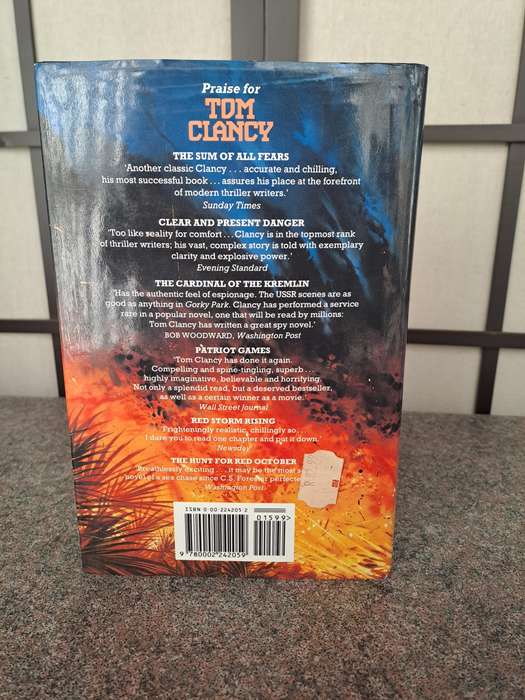 Praise for
TOM
CLANCY
THE SUM OF ALL FEARS
'Another classic Clancy . . . accurate and chilling,
his most successful book . . . assures his place at the forefront
of modern thriller writers.'
Sunday Times
CLEAR AND PRESENT DANGER
'Too like reality for comfort . . . Clancy is in the topmost rank
of thriller writers; his vast, complex story is told with exemplary
clarity and explosive power.'
Evening Standard
THE CARDINAL OF THE KREMLIN
'Has the authentic feel of espionage. The USSR scenes are as
good as anything in Gorky Park. Clancy has performed a service
rare in a popular novel, one that will be read by millions:
Tom Clancy has written a great spy novel.'
BOB WOODWARD, Washington Post
PATRIOT GAMES
'Tom Clancy has done it again.
Compelling and spine-tingling, superb . . .
highly imaginative, believable and horrifying.
Not only a splendid read, but a deserved bestseller,
as well as a certain winner as a movie.'
Wall Street Journal
RED STORM RISING
'Frighteningly realistic, chillingly so . . .
I dare you to read one chapter and put it down.'
Newsday
THE HUNT FOR RED OCTOBER
'Breathlessly exciting . . . it may be the most s
novel of a sea chase since C.S. Forester perfecte
Washington Post
ISBN 0-00-224205-2
01599>
9 780002 242059